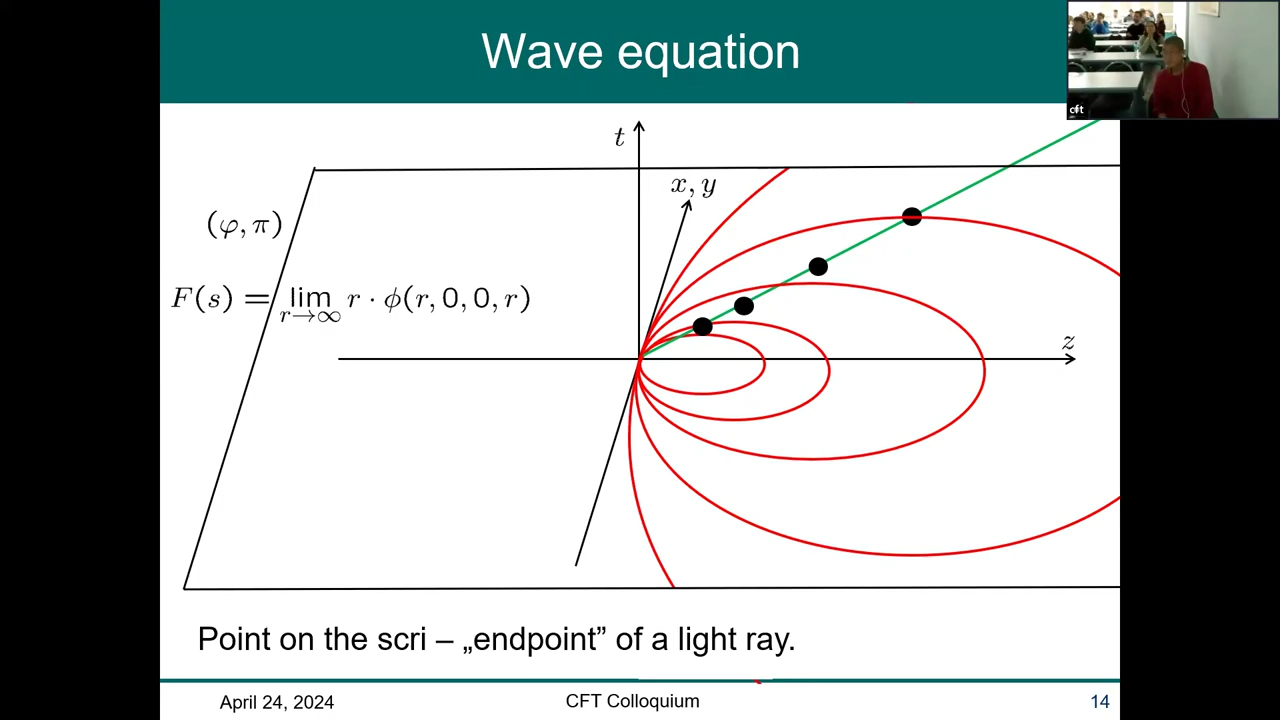 Wave equation
cft
t
x, y
(φ, π)
F(s) = lim r→∞ r · ϕ(r, 0, 0, r)
z
Point on the scri – „endpoint” of a light ray.
April 24, 2024
CFT Colloquium
14